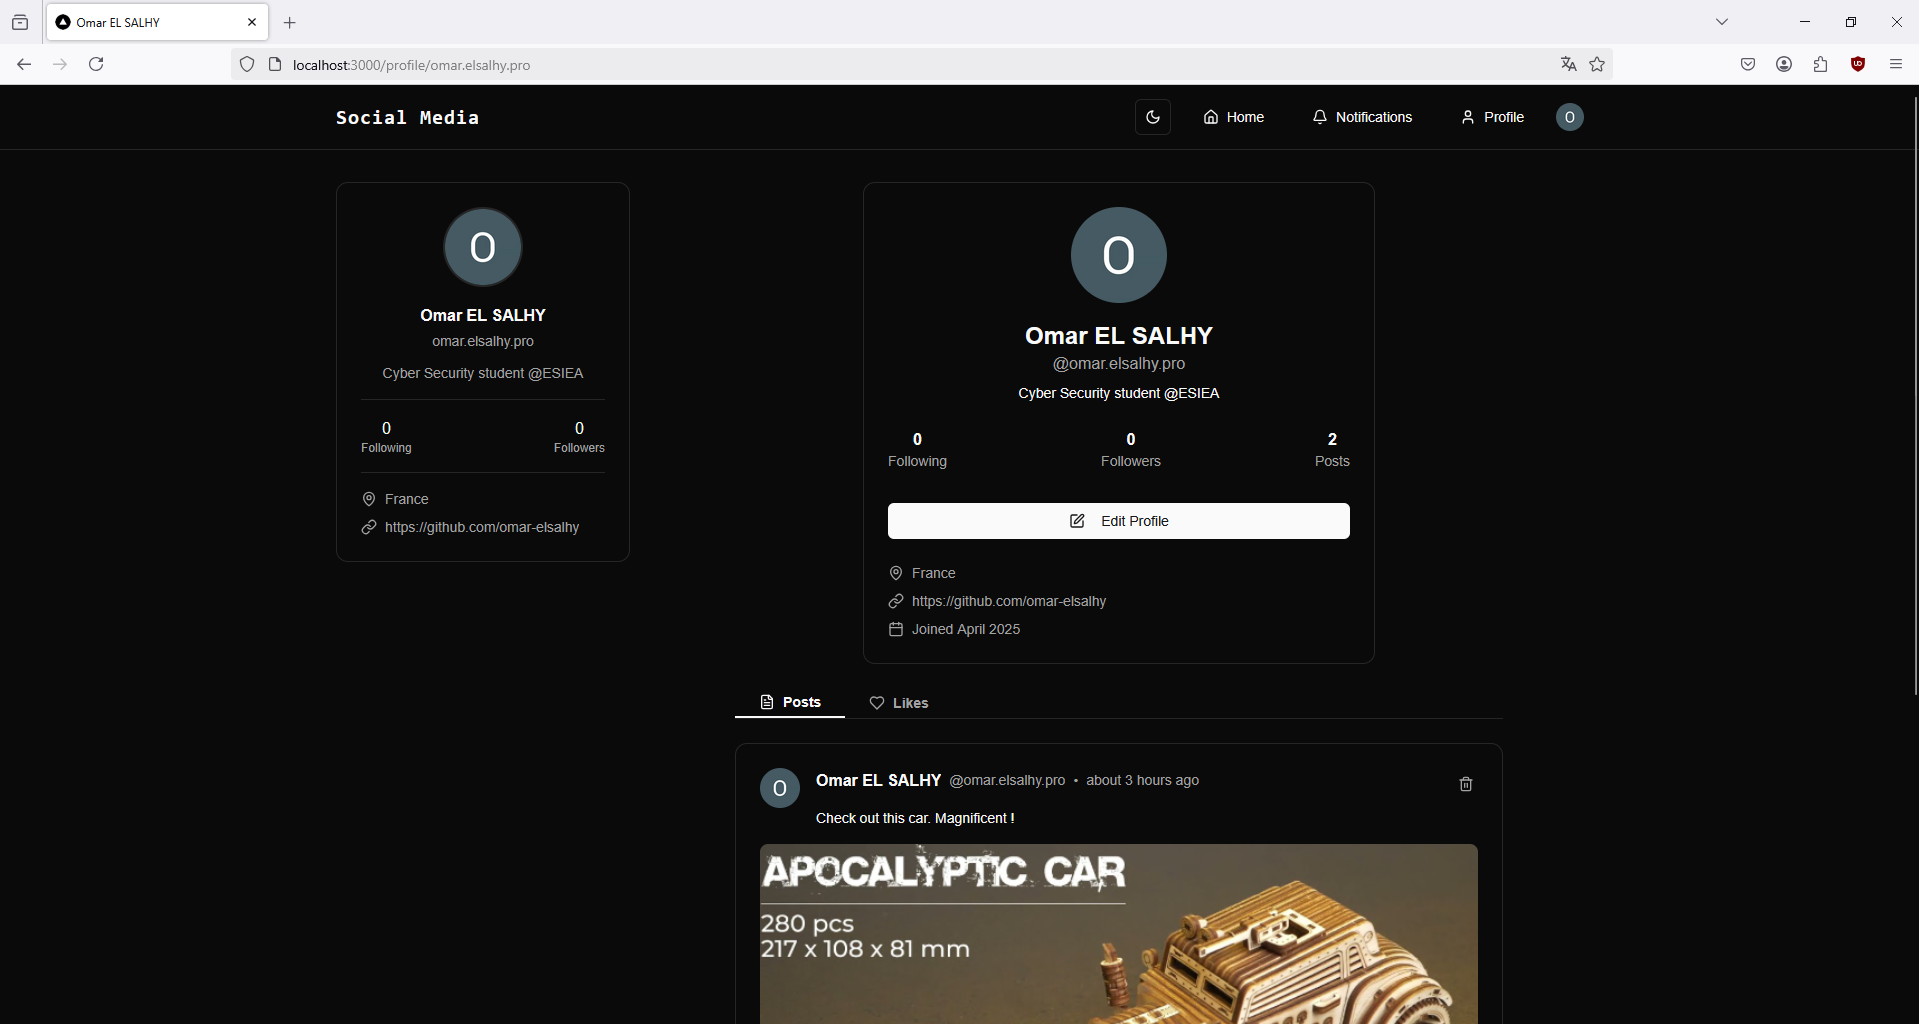 Omar EL SALHY
localhost:3000/profile/omar.elsalhy.pro
Social Media
Home
Notifications
Profile
O
O
Omar EL SALHY
omar.elsalhy.pro
Cyber Security student @ESIEA
0
Following
0
Followers
France
https://github.com/omar-elsalhy
O
Omar EL SALHY
@omar.elsalhy.pro
Cyber Security student @ESIEA
0
Following
0
Followers
2
Posts
Edit Profile
France
https://github.com/omar-elsalhy
Joined April 2025
Posts
Likes
O
Omar EL SALHY @omar.elsalhy.pro • about 3 hours ago
Check out this car. Magnificent !
APOCALYPTIC CAR
280 pcs
217 x 108 x 81 mm